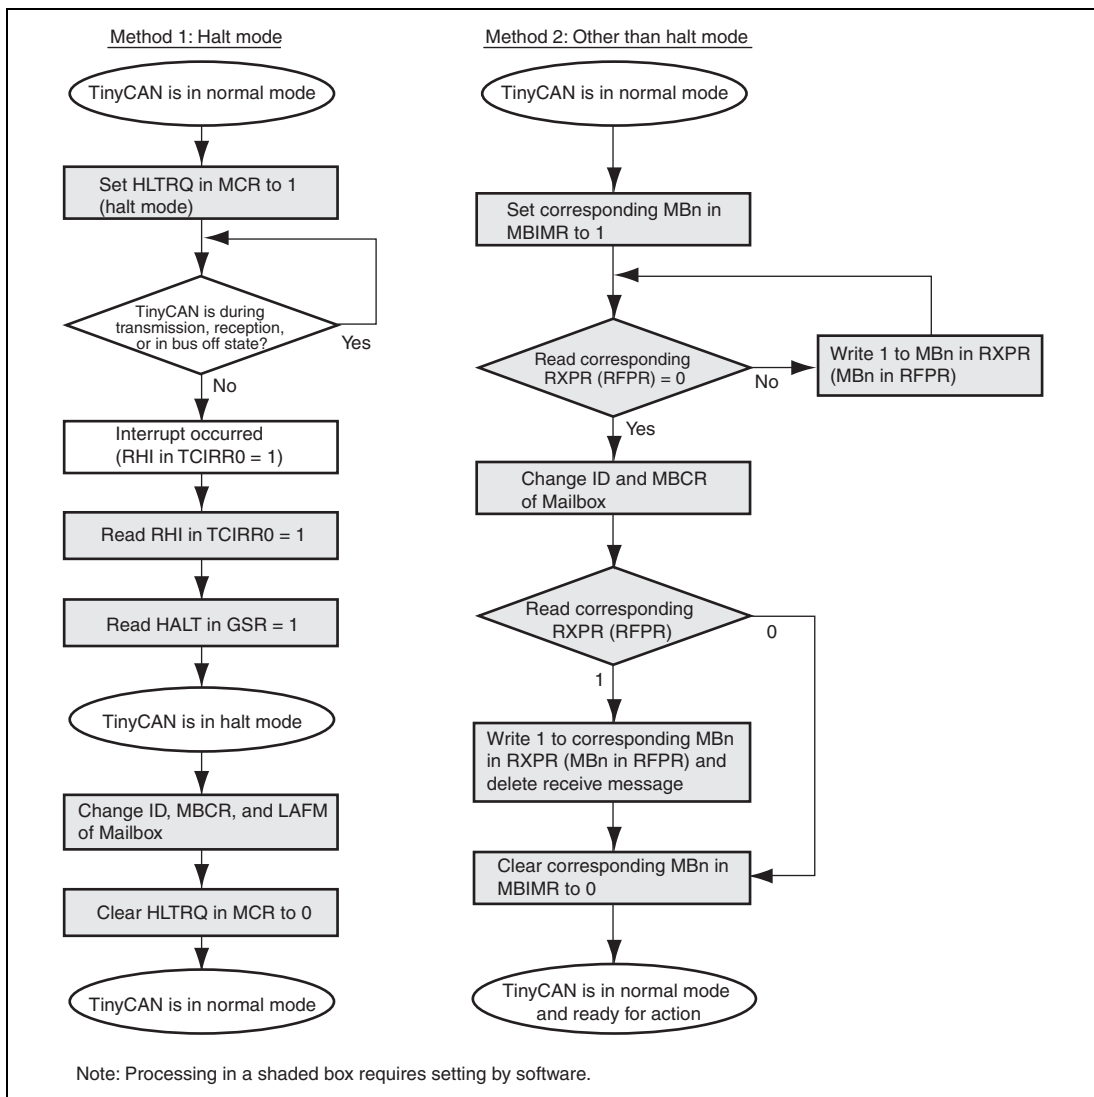 Method 1: Halt mode
TinyCAN is in normal mode
Set HLTRQ in MCR to 1
(halt mode)
TinyCAN is during
transmission, reception,
or in bus off state?
Yes
No
Interrupt occurred
(RHI in TCIRR0 = 1)
Read RHI in TCIRR0 = 1
Read HALT in GSR = 1
TinyCAN is in halt mode
Change ID, MBCR, and LAFM
of Mailbox
Clear HLTRQ in MCR to 0
TinyCAN is in normal mode
Method 2: Other than halt mode
TinyCAN is in normal mode
Set corresponding MBn in
MBIMR to 1
Read corresponding
RXPR (RFPR) = 0
No
Write 1 to MBn in RXPR
(MBn in RFPR)
Yes
Change ID and MBCR
of Mailbox
Read corresponding
RXPR (RFPR)
0
1
Write 1 to corresponding MBn
in RXPR (MBn in RFPR) and
delete receive message
Clear corresponding MBn in
MBIMR to 0
TinyCAN is in normal mode
and ready for action
Note: Processing in a shaded box requires setting by software.